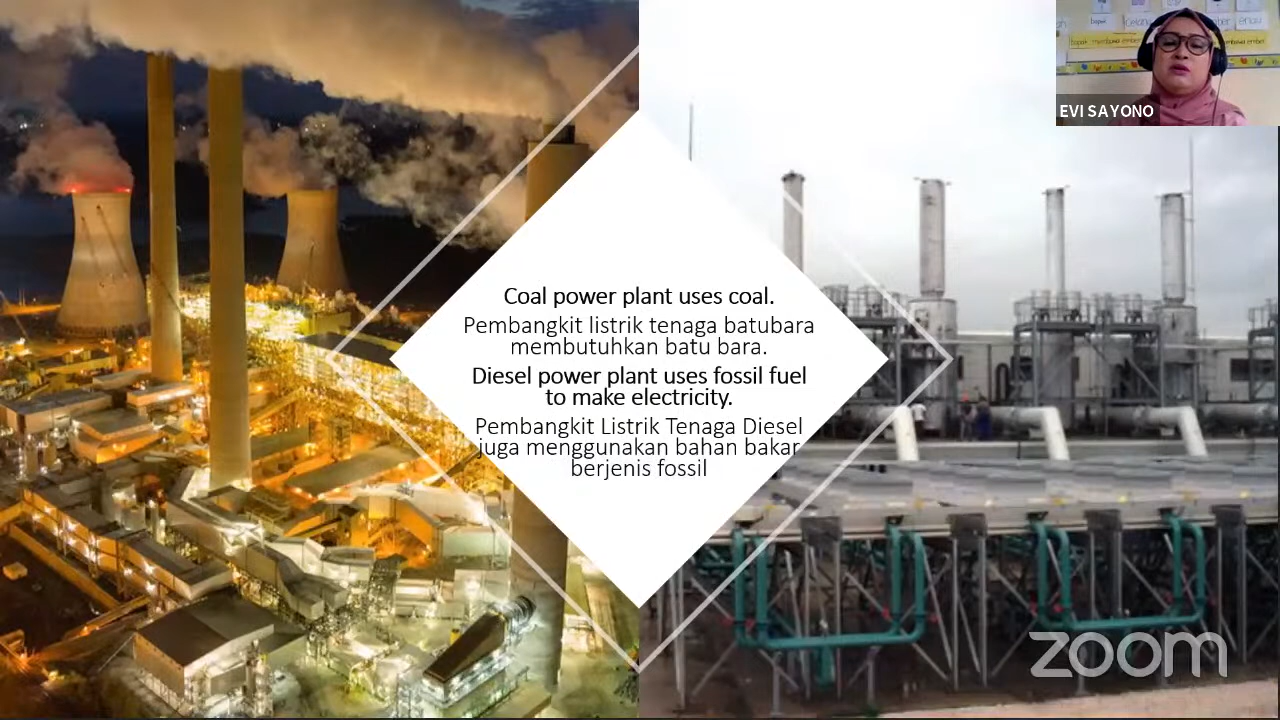 EVI SAYONO
Coal power plant uses coal.
Pembangkit listrik tenaga batubara
membutuhkan batu bara.
Diesel power plant uses fossil fuel
to make electricity.
Pembangkit Listrik Tenaga Diesel
juga menggunakan bahan bakar
berjenis fossil
zoom